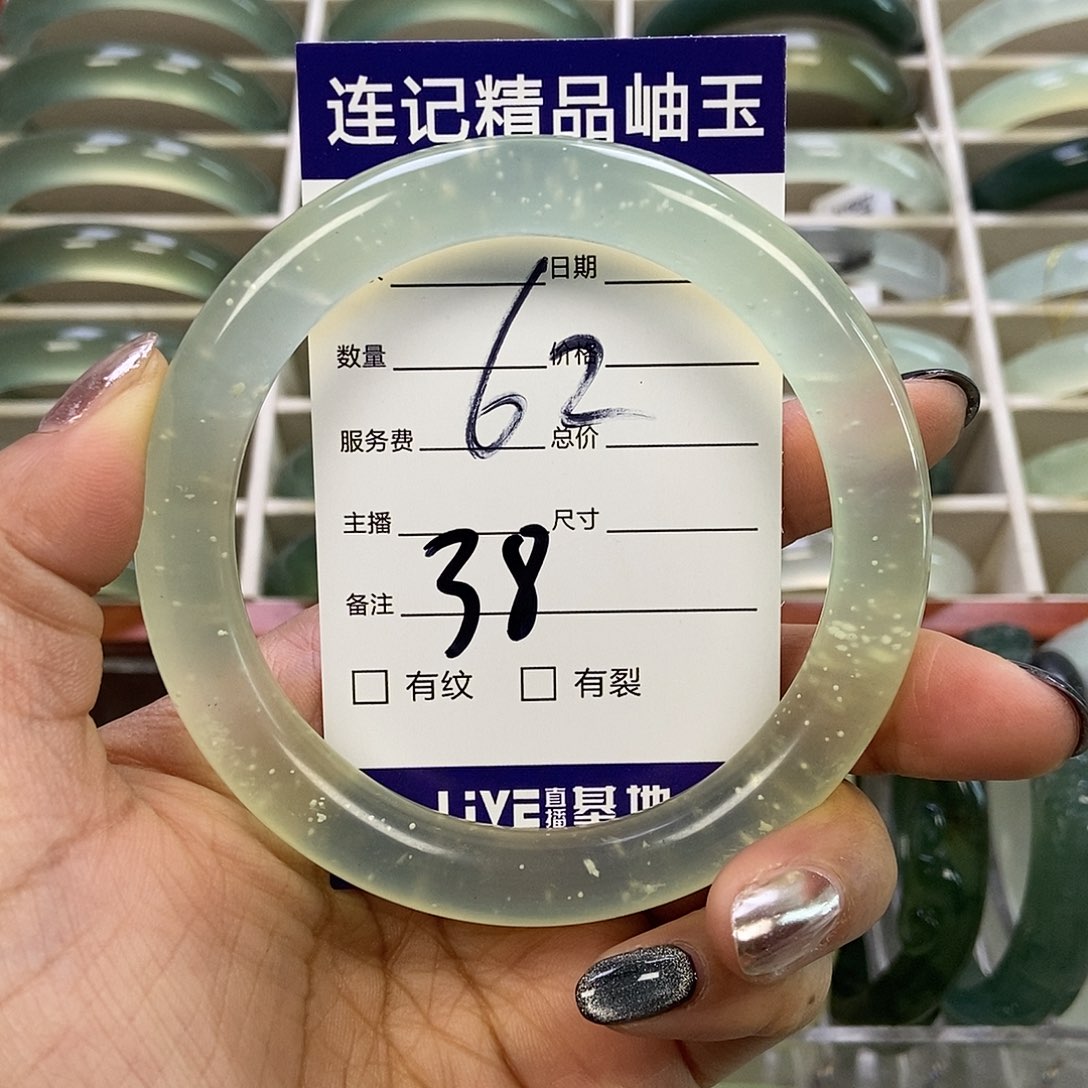 连记精品岫玉
日期
62
数量 价格
服务费 总价
主播 尺寸
38
备注
□ 有纹 □ 有裂
LiVE直播基地